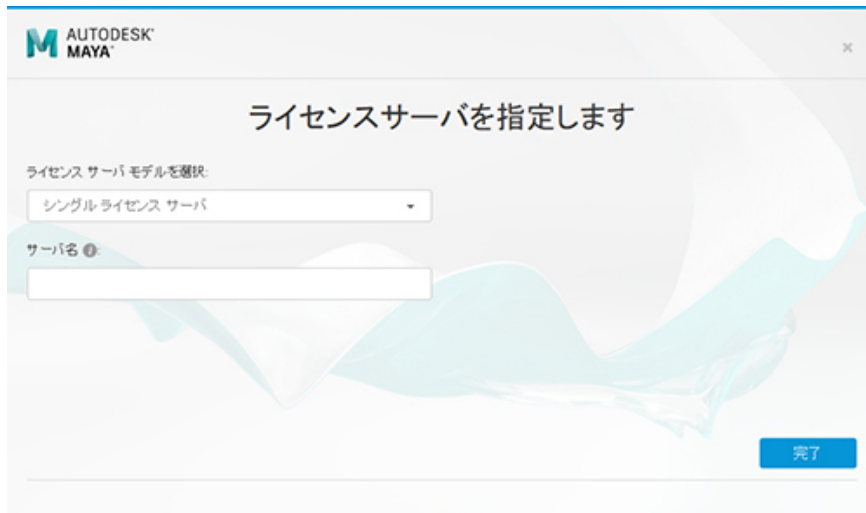 AUTODESK®
MAYA®
×
ライセンスサーバを指定します
ライセンス サーバ モデルを選択:
シングル ライセンス サーバ
サーバ名 i:
完了